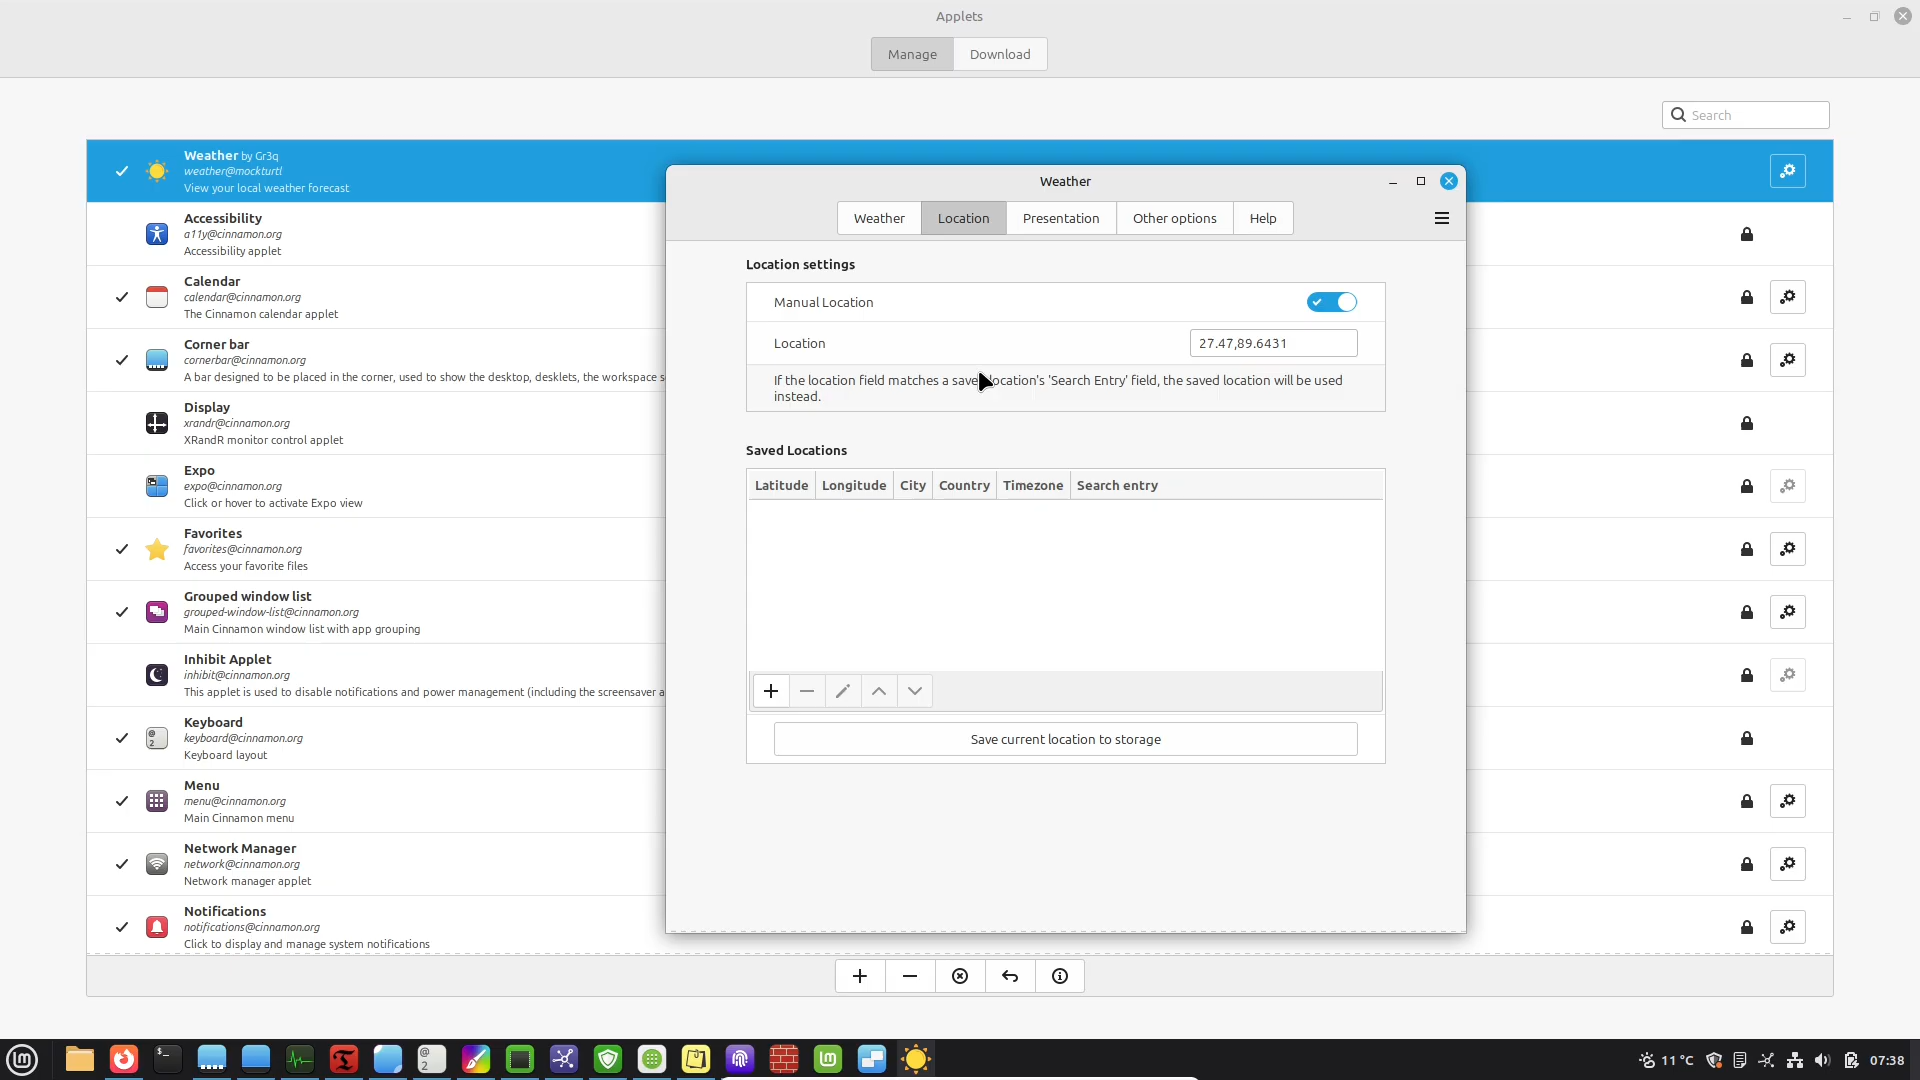 Applets
Manage
Download
Search
Weather by Gr3q
weather@mockturtl
View your local weather forecast
Accessibility
a11y@cinnamon.org
Accessibility applet
Calendar
calendar@cinnamon.org
The Cinnamon calendar applet
Corner bar
cornerbar@cinnamon.org
A bar designed to be placed in the corner, used to show the desktop, desklets, the workspace s
Display
xrandr@cinnamon.org
XRandR monitor control applet
Expo
expo@cinnamon.org
Click or hover to activate Expo view
Favorites
favorites@cinnamon.org
Access your favorite files
Grouped window list
grouped-window-list@cinnamon.org
Main Cinnamon window list with app grouping
Inhibit Applet
inhibit@cinnamon.org
This applet is used to disable notifications and power management (including the screensaver a
Keyboard
keyboard@cinnamon.org
Keyboard layout
Menu
menu@cinnamon.org
Main Cinnamon menu
Network Manager
network@cinnamon.org
Network manager applet
Notifications
notifications@cinnamon.org
Click to display and manage system notifications
Weather
Weather
Location
Presentation
Other options
Help
Location settings
Manual Location
Location
27.47,89.6431
If the location field matches a save ocation's 'Search Entry' field, the saved location will be used
instead.
Saved Locations
Latitude
Longitude
City
Country
Timezone
Search entry
Save current location to storage
11 °C
07:38